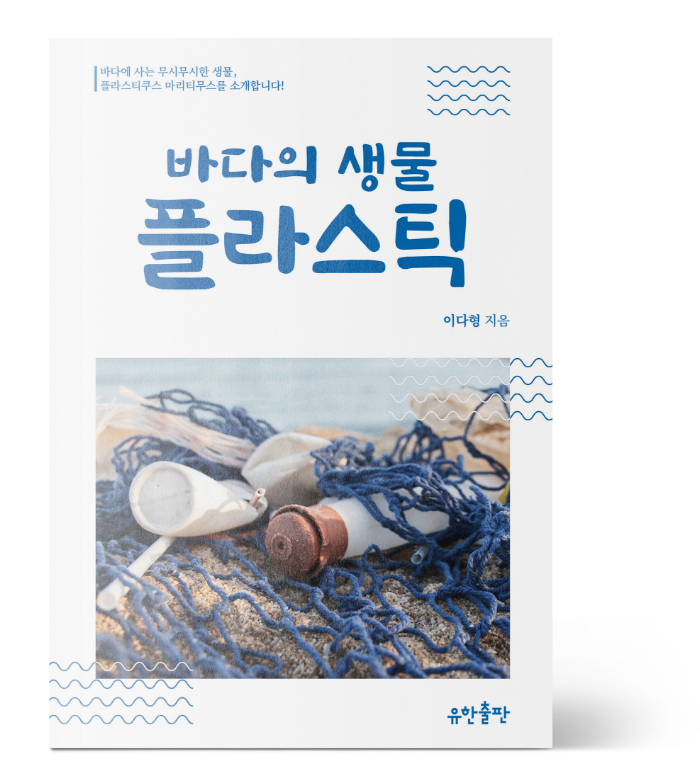 바다에 사는 무시무시한 생물,
플라스티쿠스 마리티무스를 소개합니다!
바다의 생물
플라스틱
이다형 지음
유한출판